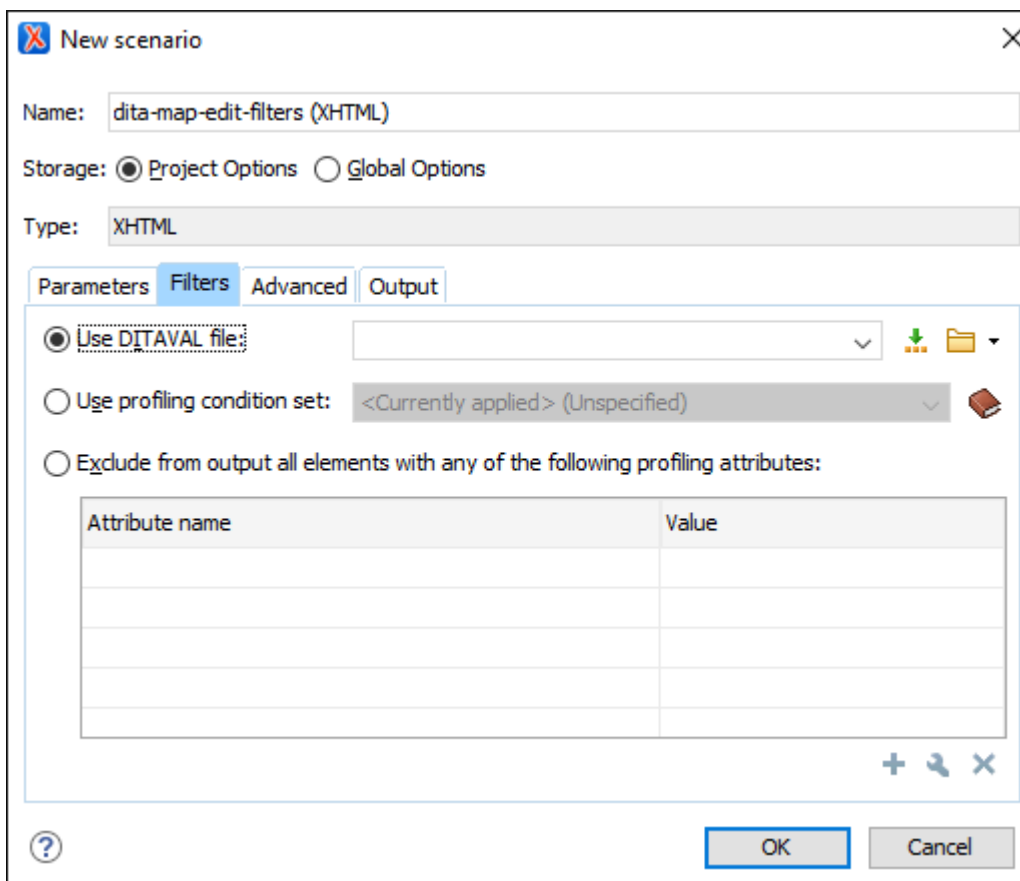 New scenario
Name: dita-map-edit-filters (XHTML)
Storage: Project Options Global Options
Type: XHTML
Parameters Filters Advanced Output
Use DITAVAL file:
Use profiling condition set: <Currently applied> (Unspecified)
Exclude from output all elements with any of the following profiling attributes:
Attribute name Value
OK Cancel